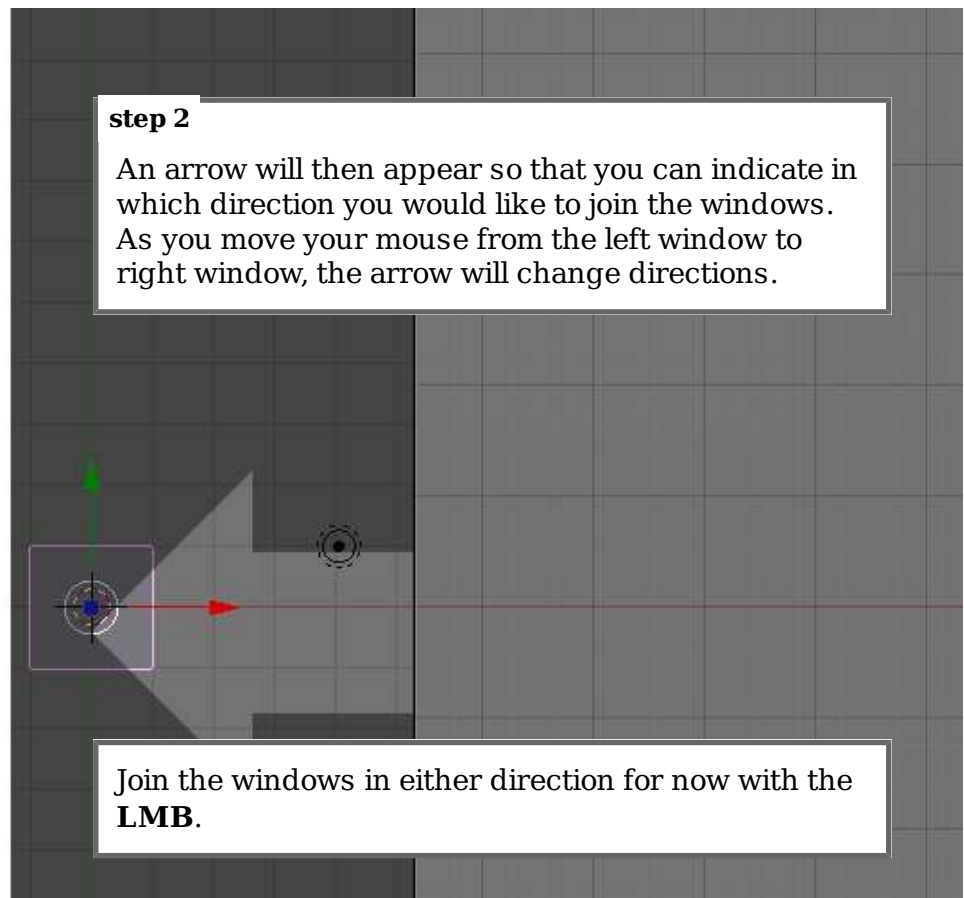 step 2
An arrow will then appear so that you can indicate in
which direction you would like to join the windows.
As you move your mouse from the left window to
right window, the arrow will change directions.
Join the windows in either direction for now with the
LMB.